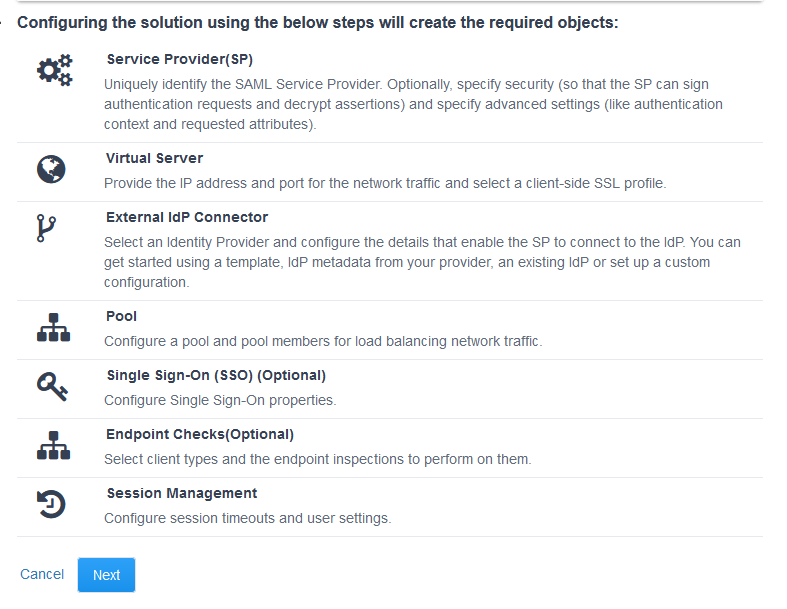 Configuring the solution using the below steps will create the required objects:
Service Provider(SP)
Uniquely identify the SAML Service Provider. Optionally, specify security (so that the SP can sign
authentication requests and decrypt assertions) and specify advanced settings (like authentication
context and requested attributes).
Virtual Server
Provide the IP address and port for the network traffic and select a client-side SSL profile.
External IdP Connector
Select an Identity Provider and configure the details that enable the SP to connect to the IdP. You can
get started using a template, IdP metadata from your provider, an existing IdP or set up a custom
configuration.
Pool
Configure a pool and pool members for load balancing network traffic.
Single Sign-On (SSO) (Optional)
Configure Single Sign-On properties.
Endpoint Checks(Optional)
Select client types and the endpoint inspections to perform on them.
Session Management
Configure session timeouts and user settings.
Cancel Next